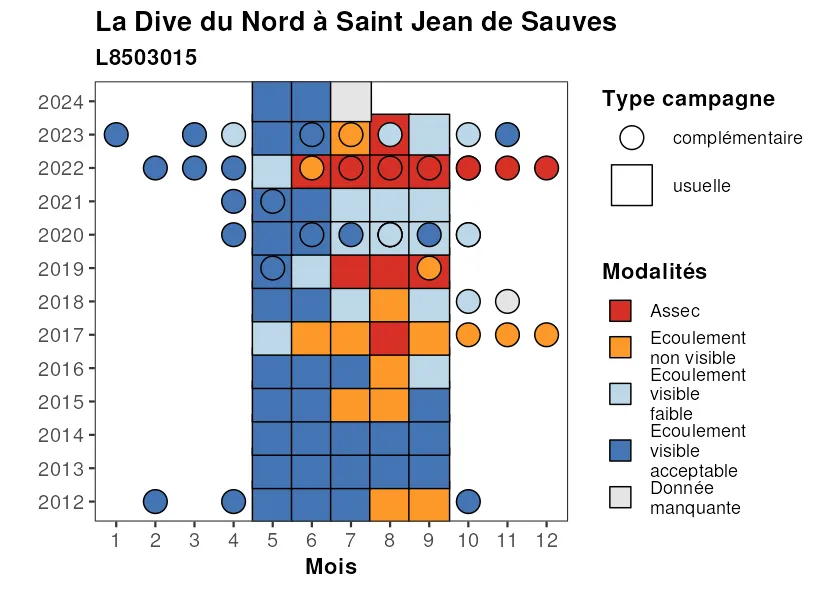 La Dive du Nord à Saint Jean de Sauves
L8503015
2024
2023
2022
2021
2020
2019
2018
2017
2016
2015
2014
2013
2012
1 2 3 4 5 6 7 8 9 10 11 12
Mois
Type campagne
complémentaire
usuelle
Modalités
Assec
Ecoulement
non visible
Ecoulement
visible
faible
Ecoulement
visible
acceptable
Donnée
manquante